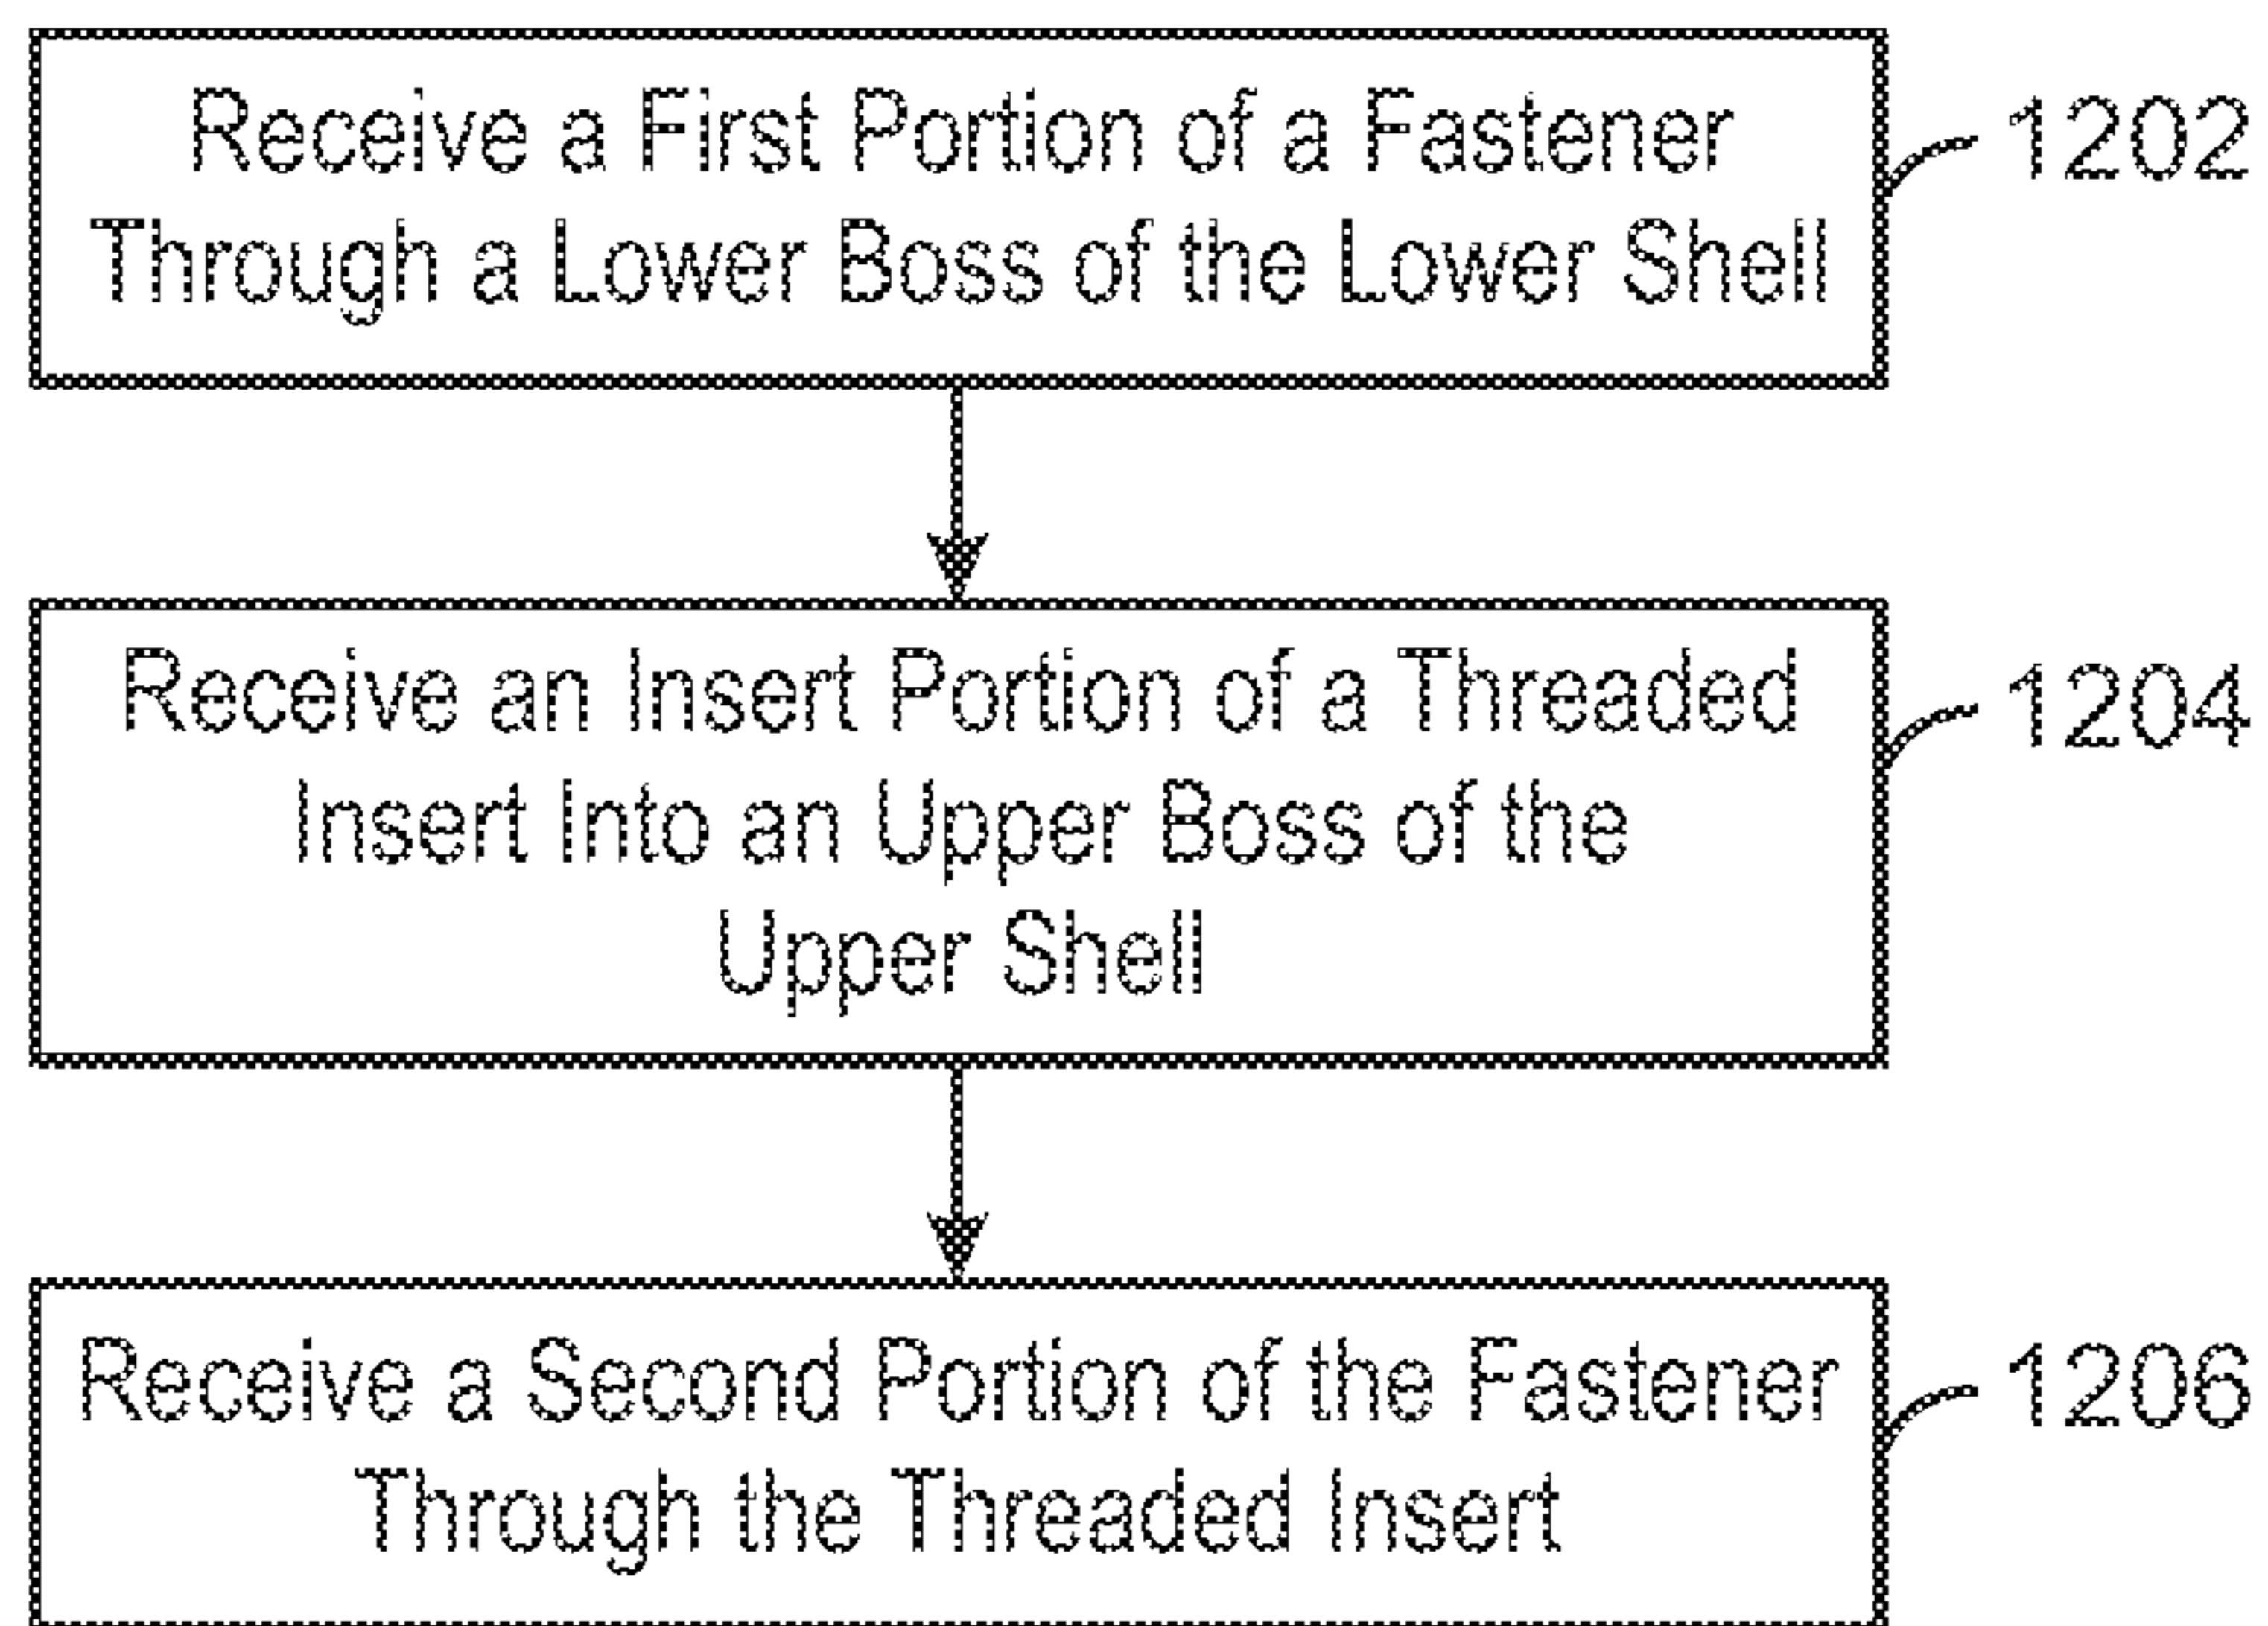 Receive a First Portion of a Fastener
Through a Lower Boss of the Lower Shell
1202
Receive an Insert Portion of a Threaded
Insert Into an Upper Boss of the
Upper Shell
1204
Receive a Second Portion of the Fastener
Through the Threaded Insert
1206